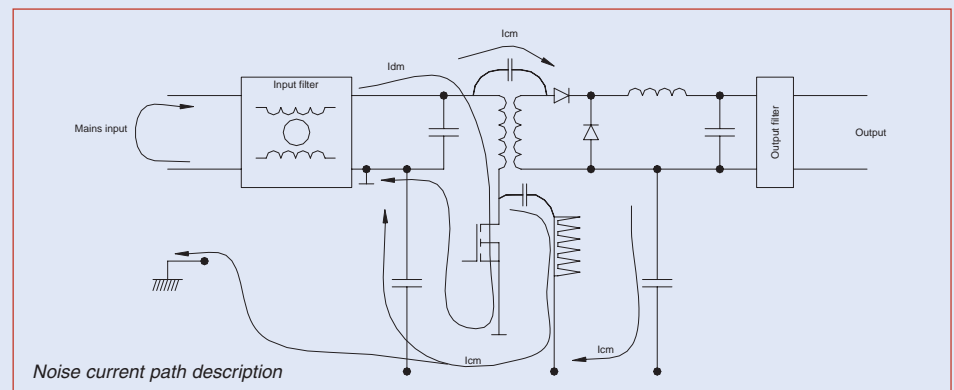 Icm
Idm
Input filter
Mains input
Output filter
Output
Icm
Icm
Noise current path description